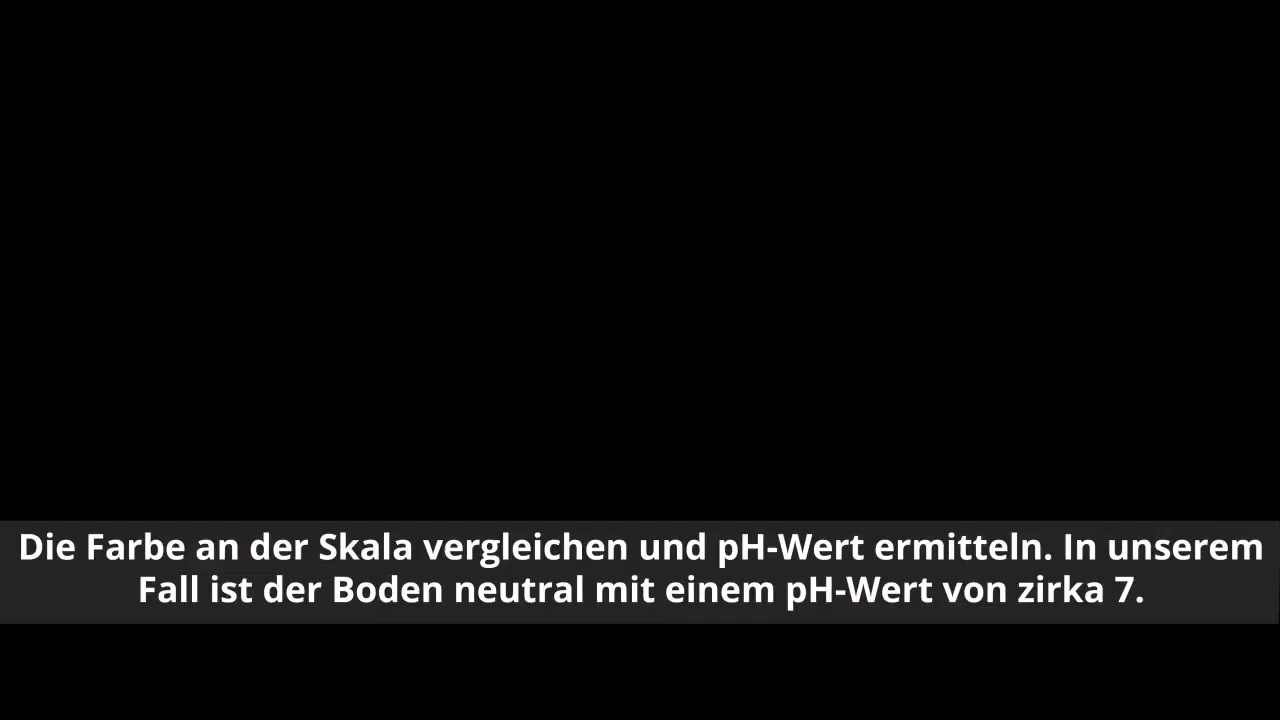 Die Farbe an der Skala vergleichen und pH-Wert ermitteln. In unserem
Fall ist der Boden neutral mit einem pH-Wert von zirka 7.